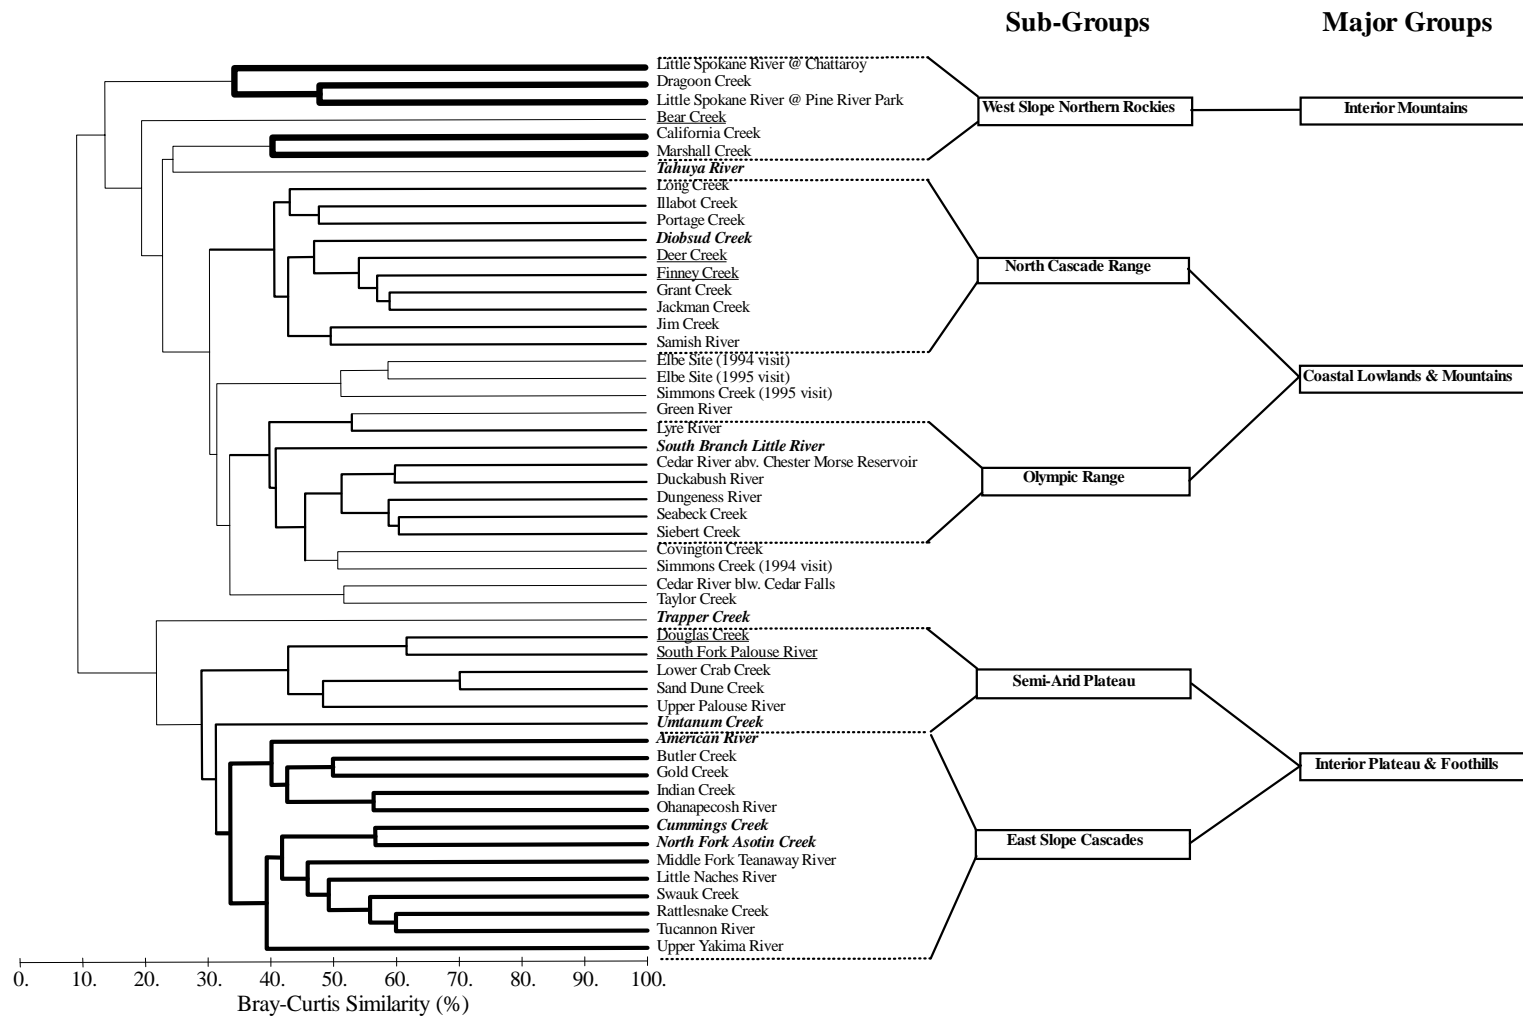 Sub-Groups
Major Groups
Little Spokane River @ Chattaroy
Dragoon Creek
Little Spokane River @ Pine River Park
Bear Creek
California Creek
Marshall Creek
Tahuya River
Long Creek
Illabot Creek
Portage Creek
Diobsud Creek
Deer Creek
Finney Creek
Grant Creek
Jackman Creek
Jim Creek
Samish River
Elbe Site (1994 visit)
Elbe Site (1995 visit)
Simmons Creek (1995 visit)
Green River
Lyre River
South Branch Little River
Cedar River abv. Chester Morse Reservoir
Duckabush River
Dungeness River
Seabeck Creek
Siebert Creek
Covington Creek
Simmons Creek (1994 visit)
Cedar River blw. Cedar Falls
Taylor Creek
Trapper Creek
Douglas Creek
South Fork Palouse River
Lower Crab Creek
Sand Dune Creek
Upper Palouse River
Umtanum Creek
American River
Butler Creek
Gold Creek
Indian Creek
Ohanapecosh River
Cummings Creek
North Fork Asotin Creek
Middle Fork Teanaway River
Little Naches River
Swauk Creek
Rattlesnake Creek
Tucannon River
Upper Yakima River
West Slope Northern Rockies
North Cascade Range
Olympic Range
Semi-Arid Plateau
East Slope Cascades
Interior Mountains
Coastal Lowlands & Mountains
Interior Plateau & Foothills
0. 10. 20. 30. 40. 50. 60. 70. 80. 90. 100.
Bray-Curtis Similarity (%)